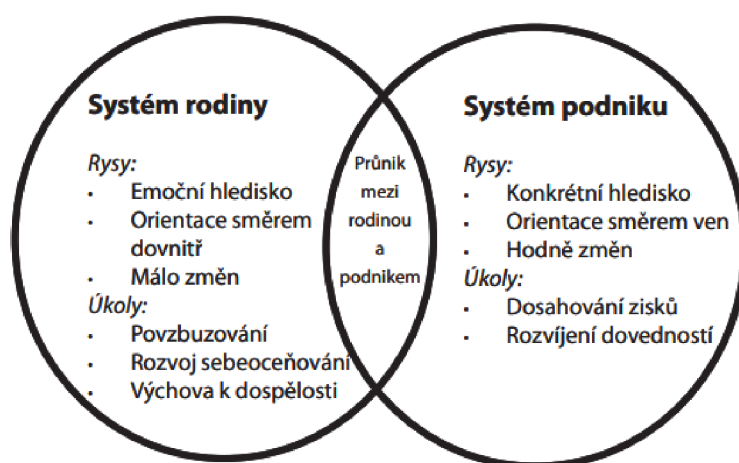 Systém rodiny
Rysy:
· Emoční hledisko
· Orientace směrem
dovnitř
· Málo změn
Úkoly:
· Povzbuzování
· Rozvoj sebeoceňování
· Výchova k dospělosti
Průnik
mezi
rodinou
a
podnikem
Systém podniku
Rysy:
· Konkrétní hledisko
· Orientace směrem ven
· Hodně změn
Úkoly:
· Dosahování zisků
· Rozvíjení dovedností